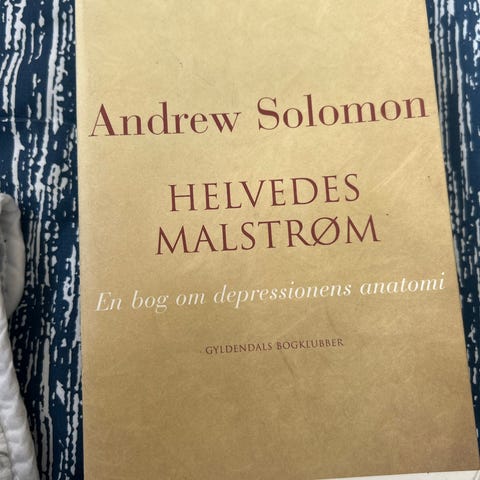 Andrew Solomon
HELVEDES
MALSTRØM
En bog om depressionens anatomi
GYLDENDALS BOGKLUBBER